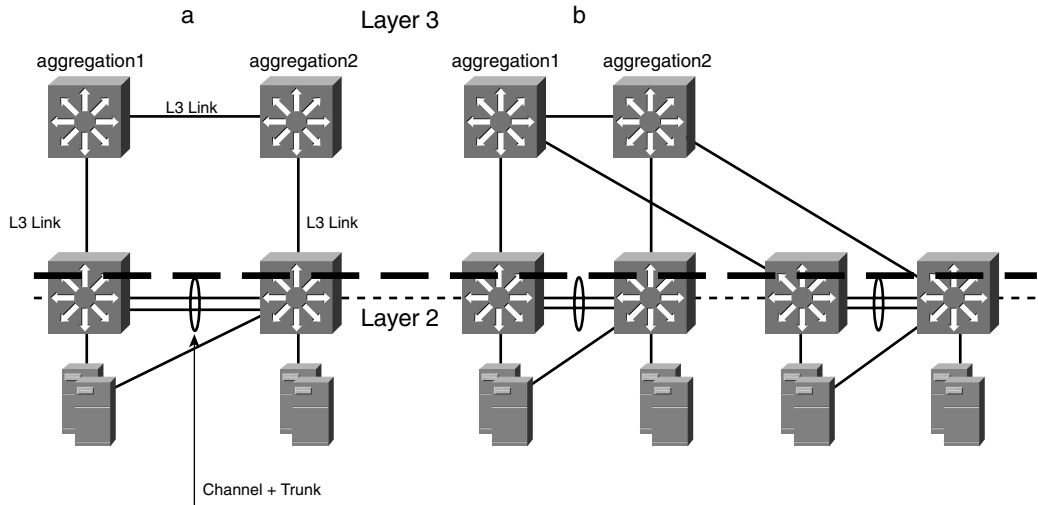 a
Layer 3
b
aggregation1
aggregation2
aggregation1
aggregation2
L3 Link
L3 Link
L3 Link
Layer 2
Channel + Trunk